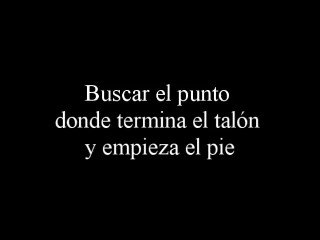 Buscar el punto
donde termina el talón
y empieza el pie